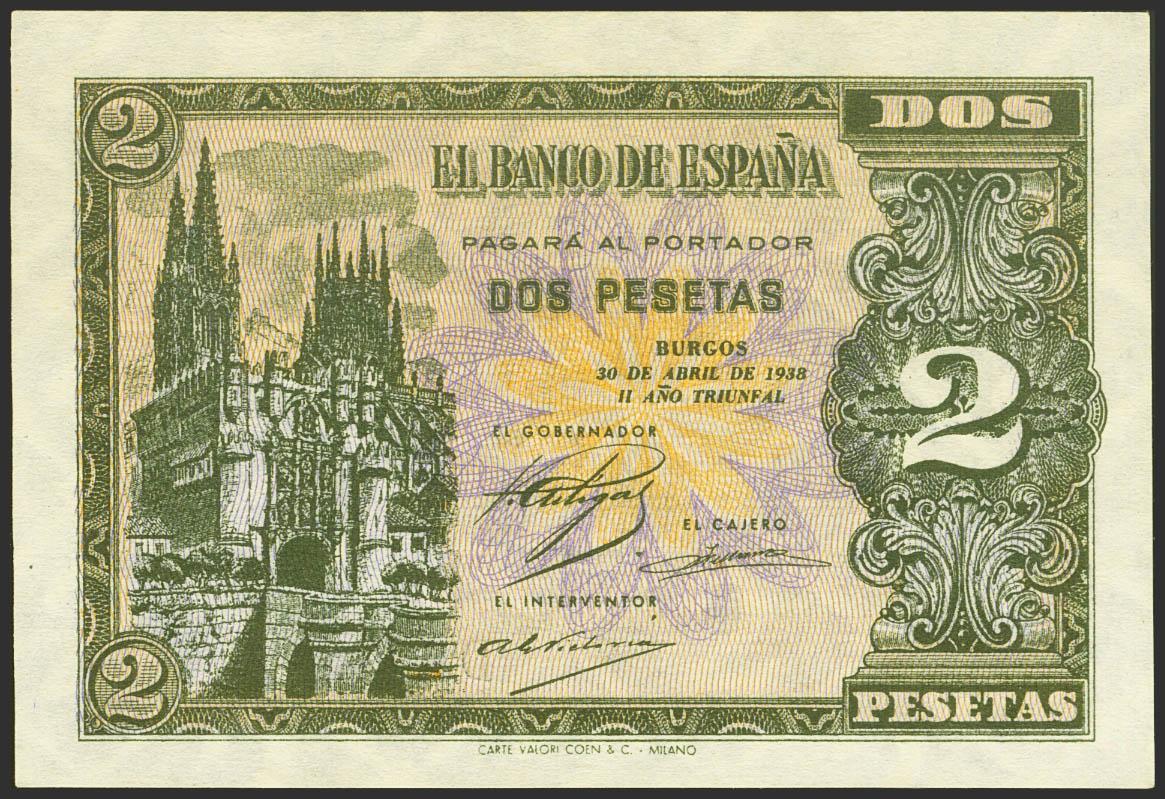 2
DOS
EL BANCO DE ESPAÑA
PAGARÁ AL PORTADOR
DOS PESETAS
BURGOS
30 DE ABRIL DE 1938
II AÑO TRIUNFAL
2
EL GOBERNADOR
EL CAJERO
EL INTERVENTOR
2
PESETAS
CARTE VALORI COEN & C. - MILANO